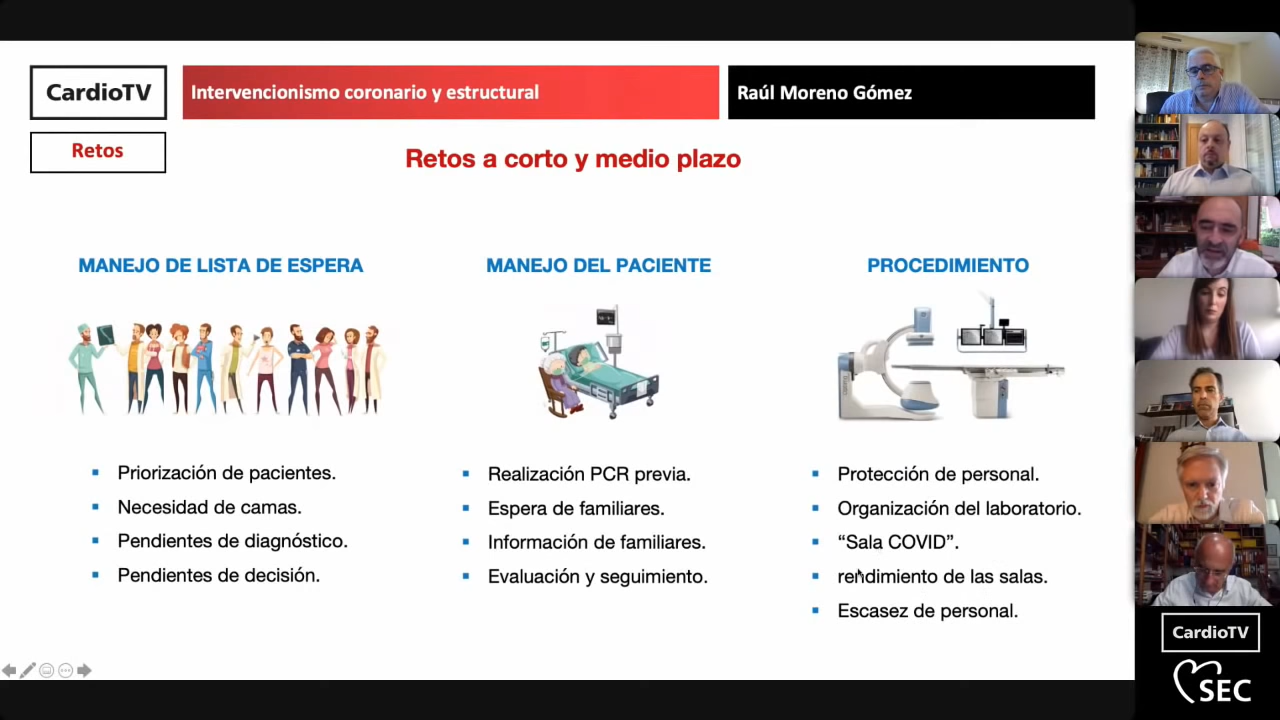 CardioTV
Intervencionismo coronario y estructural
Raúl Moreno Gómez
Retos
Retos a corto y medio plazo
MANEJO DE LISTA DE ESPERA
Priorización de pacientes.
Necesidad de camas.
Pendientes de diagnóstico.
Pendientes de decisión.
MANEJO DEL PACIENTE
Realización PCR previa.
Espera de familiares.
Información de familiares.
Evaluación y seguimiento.
PROCEDIMIENTO
Protección de personal.
Organización del laboratorio.
“Sala COVID”.
rendimiento de las salas.
Escasez de personal.
CardioTV
SEC